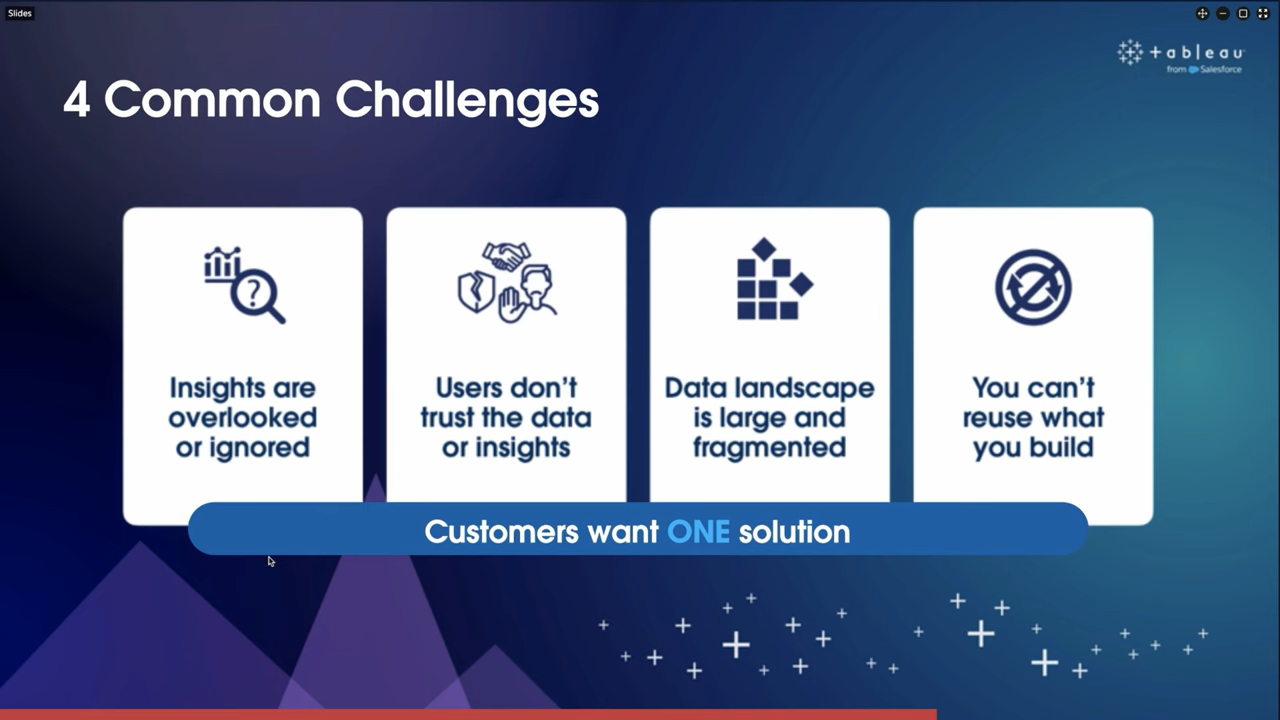 Slides
+ a b l e a u
from Salesforce
4 Common Challenges
?
Insights are
overlooked
or ignored
Users don't
trust the data
or insights
Data landscape
is large and
fragmented
You can't
reuse what
you build
Customers want ONE solution